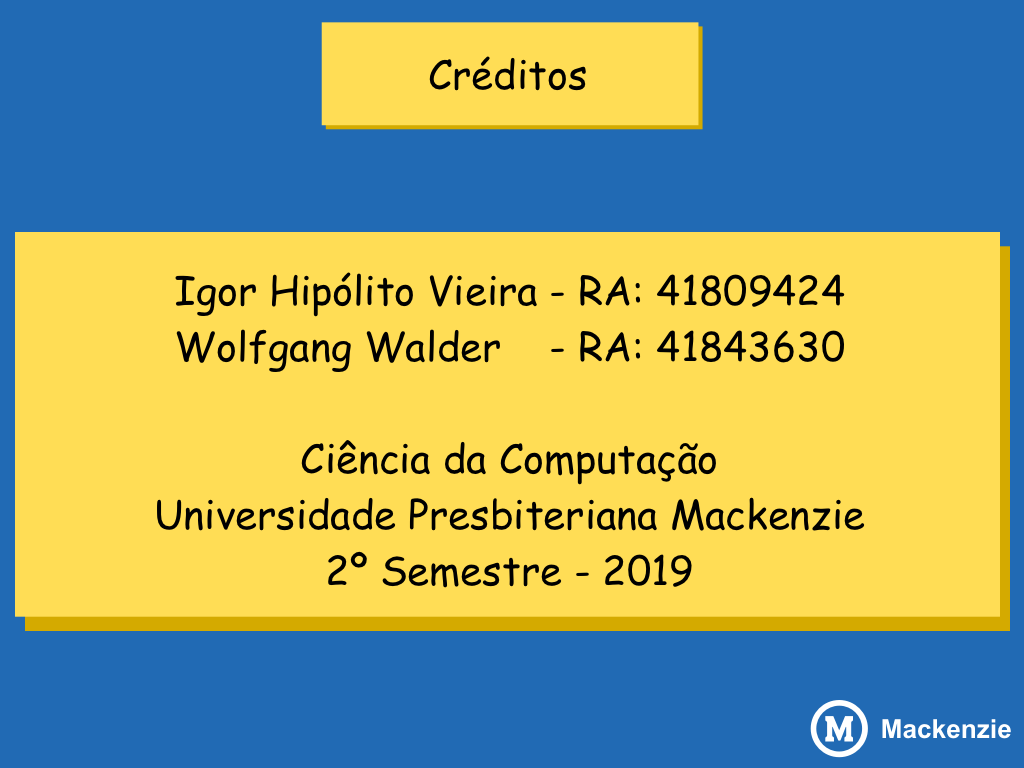 Créditos
Igor Hipólito Vieira - RA: 41809424
Wolfgang Walder - RA: 41843630
Ciência da Computação
Universidade Presbiteriana Mackenzie
2º Semestre - 2019
M Mackenzie